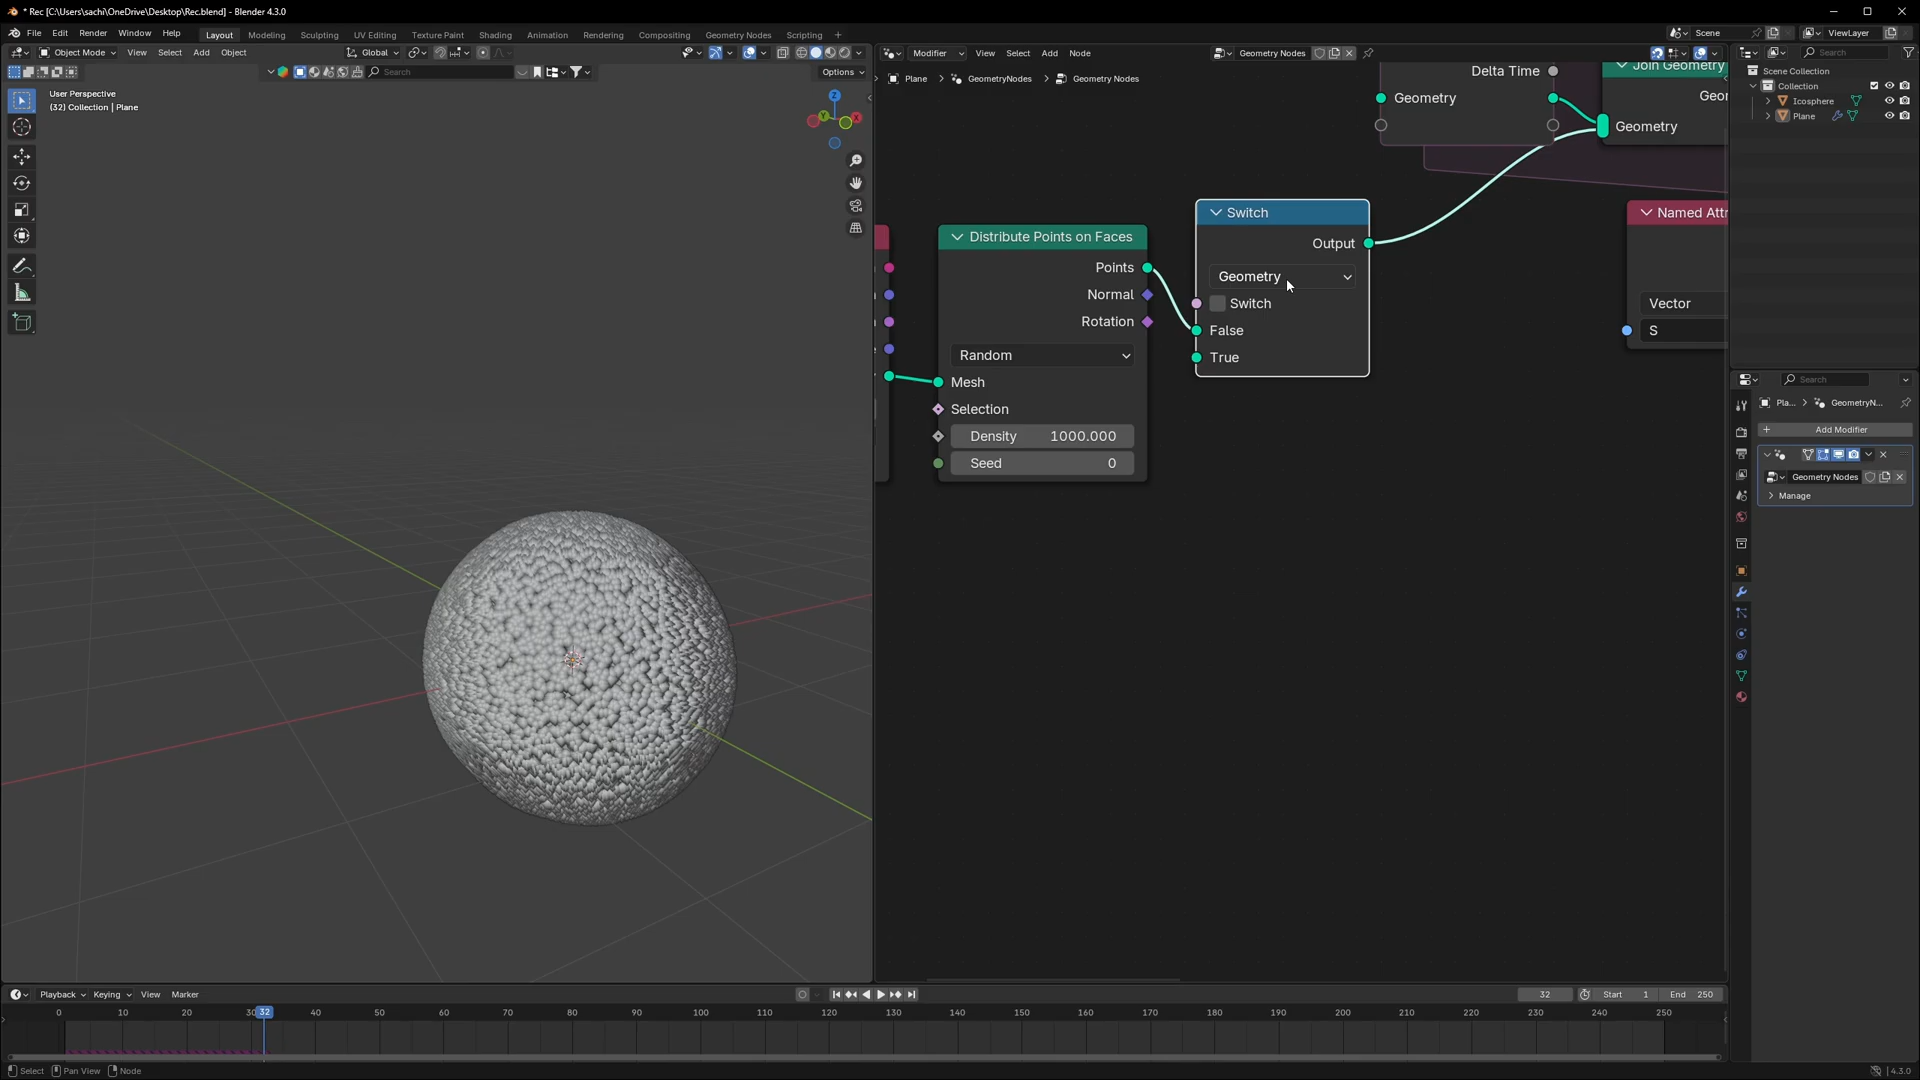 * Rec [C:\Users\sachi\OneDrive\Desktop\Rec.blend] - Blender 4.3.0
File Edit Render Window Help Layout Modeling Sculpting UV Editing Texture Paint Shading Animation Rendering Compositing Geometry Nodes Scripting +
Scene ViewLayer
Object Mode View Select Add Object Global
Modifier View Select Add Node Geometry Nodes
Search
Search Options
Plane > GeometryNodes > Geometry Nodes
User Perspective
(32) Collection | Plane
Z
Y
X
Delta Time
Geometry
Join Geometry
Geor
Geometry
Switch
Output
Geometry
Switch
False
True
Distribute Points on Faces
Points
Normal
Rotation
Random
Mesh
Selection
Density 1000.000
Seed 0
Named Attr
Vector
S
Scene Collection
Collection
Icosphere
Plane
Search
Pla... > GeometryN...
+ Add Modifier
Geometry Nodes
Manage
Playback Keying View Marker
32 Start 1 End 250
0 10 20 30 32 40 50 60 70 80 90 100 110 120 130 140 150 160 170 180 190 200 210 220 230 240 250
Select Pan View Node 4.3.0